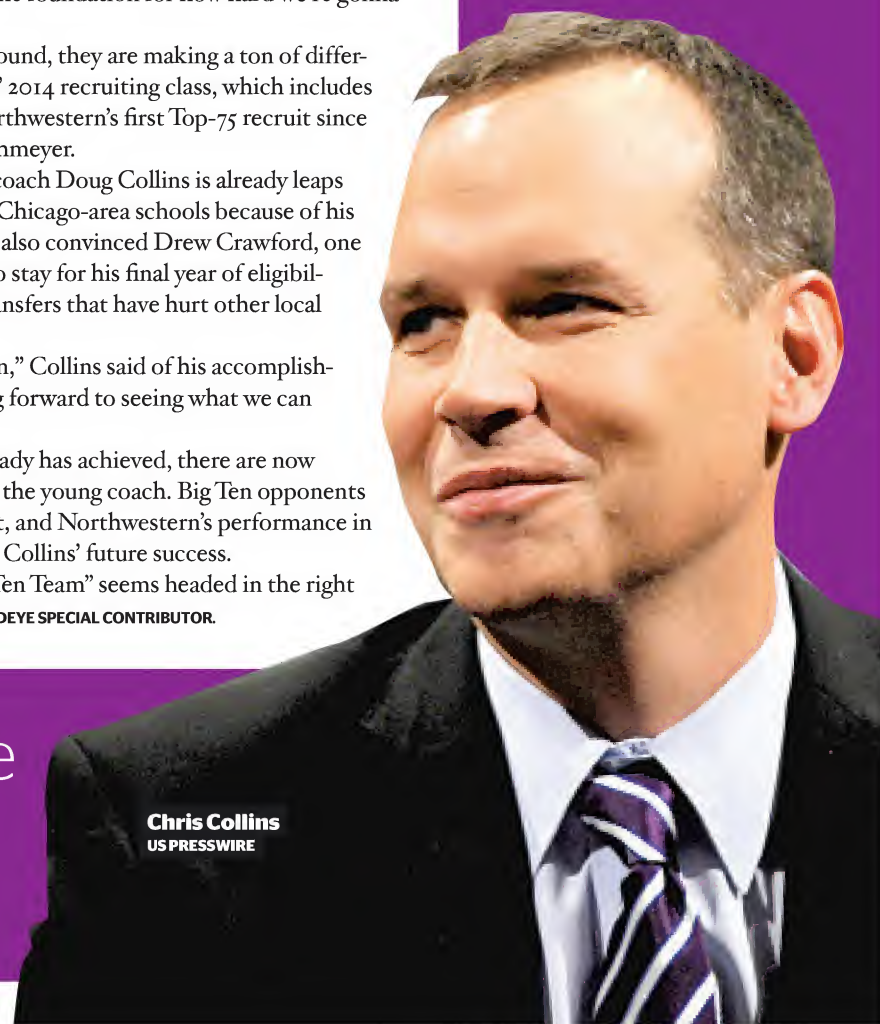 ound, they are making a ton of differ-
’ 2014 recruiting class, which includes
rthwestern’s first Top-75 recruit since
nmeyer.
coach Doug Collins is already leaps
Chicago-area schools because of his
also convinced Drew Crawford, one
o stay for his final year of eligibil-
ansfers that have hurt other local
n,” Collins said of his accomplish-
g forward to seeing what we can
ady has achieved, there are now
the young coach. Big Ten opponents
t, and Northwestern’s performance in
Collins’ future success.
Ten Team” seems headed in the right
DEYE SPECIAL CONTRIBUTOR.
e
Chris Collins
US PRESSWIRE